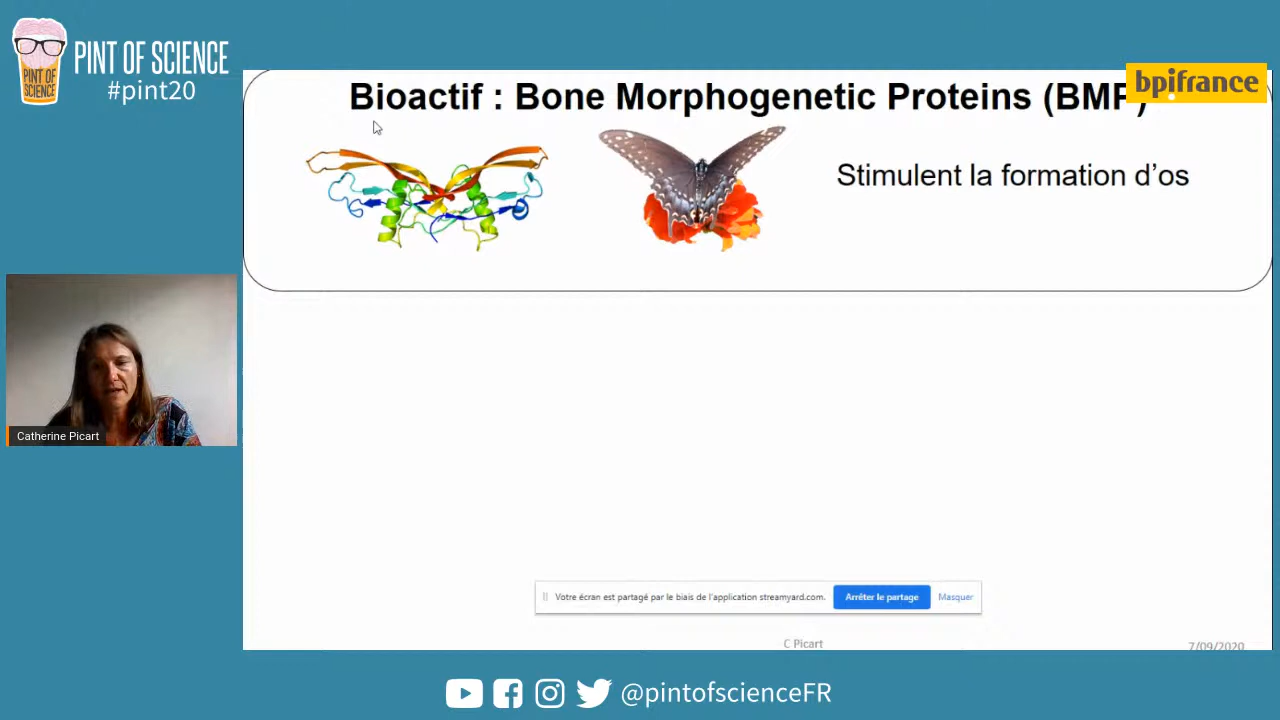 PINT OF SCIENCE
#pint20
PINT OF
SCIENCE
bpifrance
Bioactif : Bone Morphogenetic Proteins (BMP)
Stimulent la formation d’os
Catherine Picart
Votre écran est partagé par le biais de l'application streamyard.com.
Arrêter le partage
Masquer
C Picart
7/09/2020
@pintofscienceFR